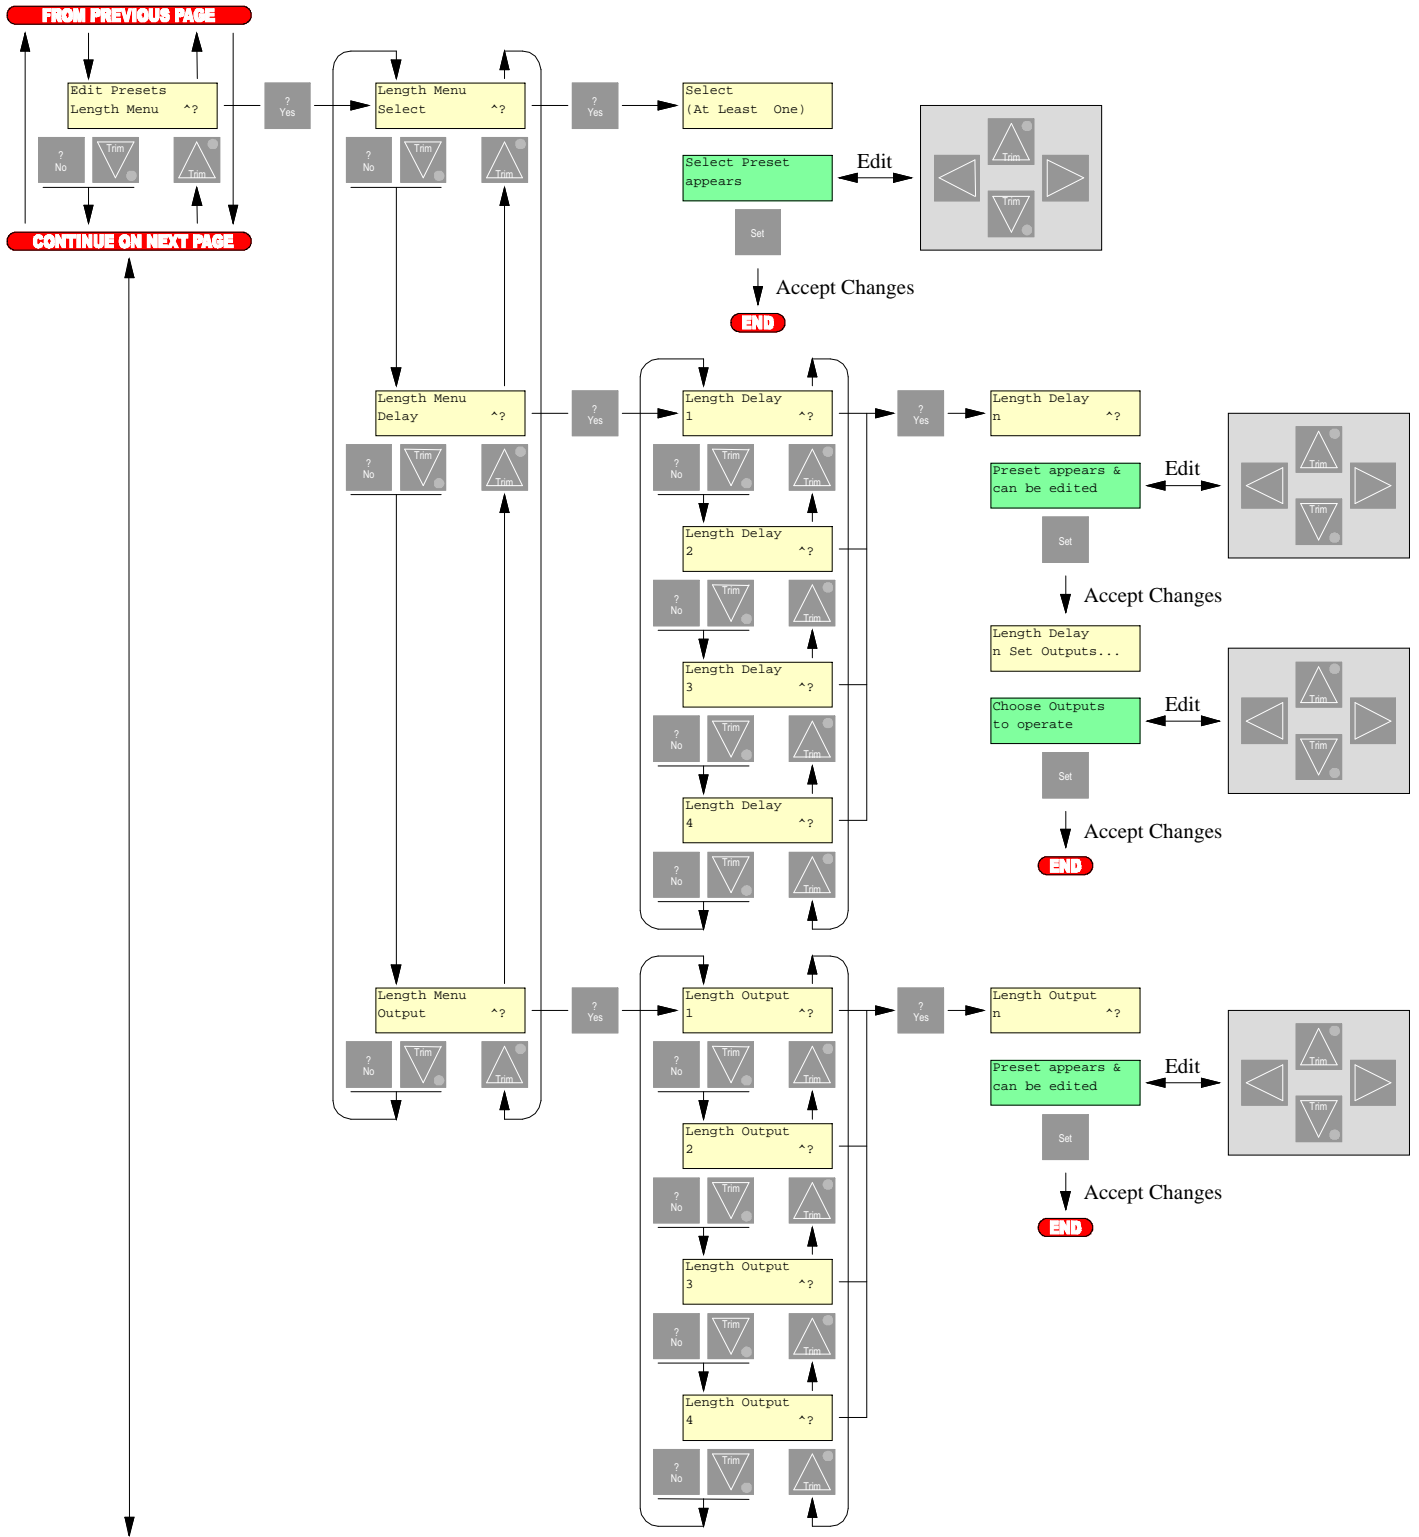 FROM PREVIOUS PAGE
Edit Presets
Length Menu ^?
?
Yes
?
No
Trim
Trim
CONTINUE ON NEXT PAGE
Length Menu
Select ^?
?
Yes
?
No
Trim
Trim
Select
(At Least One)
Select Preset
appears
Edit
Trim
Trim
Set
Accept Changes
END
Length Menu
Delay ^?
?
Yes
?
No
Trim
Trim
Length Delay
1 ^?
?
No
Trim
Trim
Length Delay
2 ^?
?
No
Trim
Trim
Length Delay
3 ^?
?
No
Trim
Trim
Length Delay
4 ^?
?
No
Trim
Trim
?
Yes
Length Delay
n ^?
Preset appears &
can be edited
Edit
Trim
Trim
Set
Accept Changes
Length Delay
n Set Outputs...
Choose Outputs
to operate
Edit
Trim
Trim
Set
Accept Changes
END
Length Menu
Output ^?
?
Yes
?
No
Trim
Trim
Length Output
1 ^?
?
No
Trim
Trim
Length Output
2 ^?
?
No
Trim
Trim
Length Output
3 ^?
?
No
Trim
Trim
Length Output
4 ^?
?
No
Trim
Trim
?
Yes
Length Output
n ^?
Preset appears &
can be edited
Edit
Trim
Trim
Set
Accept Changes
END